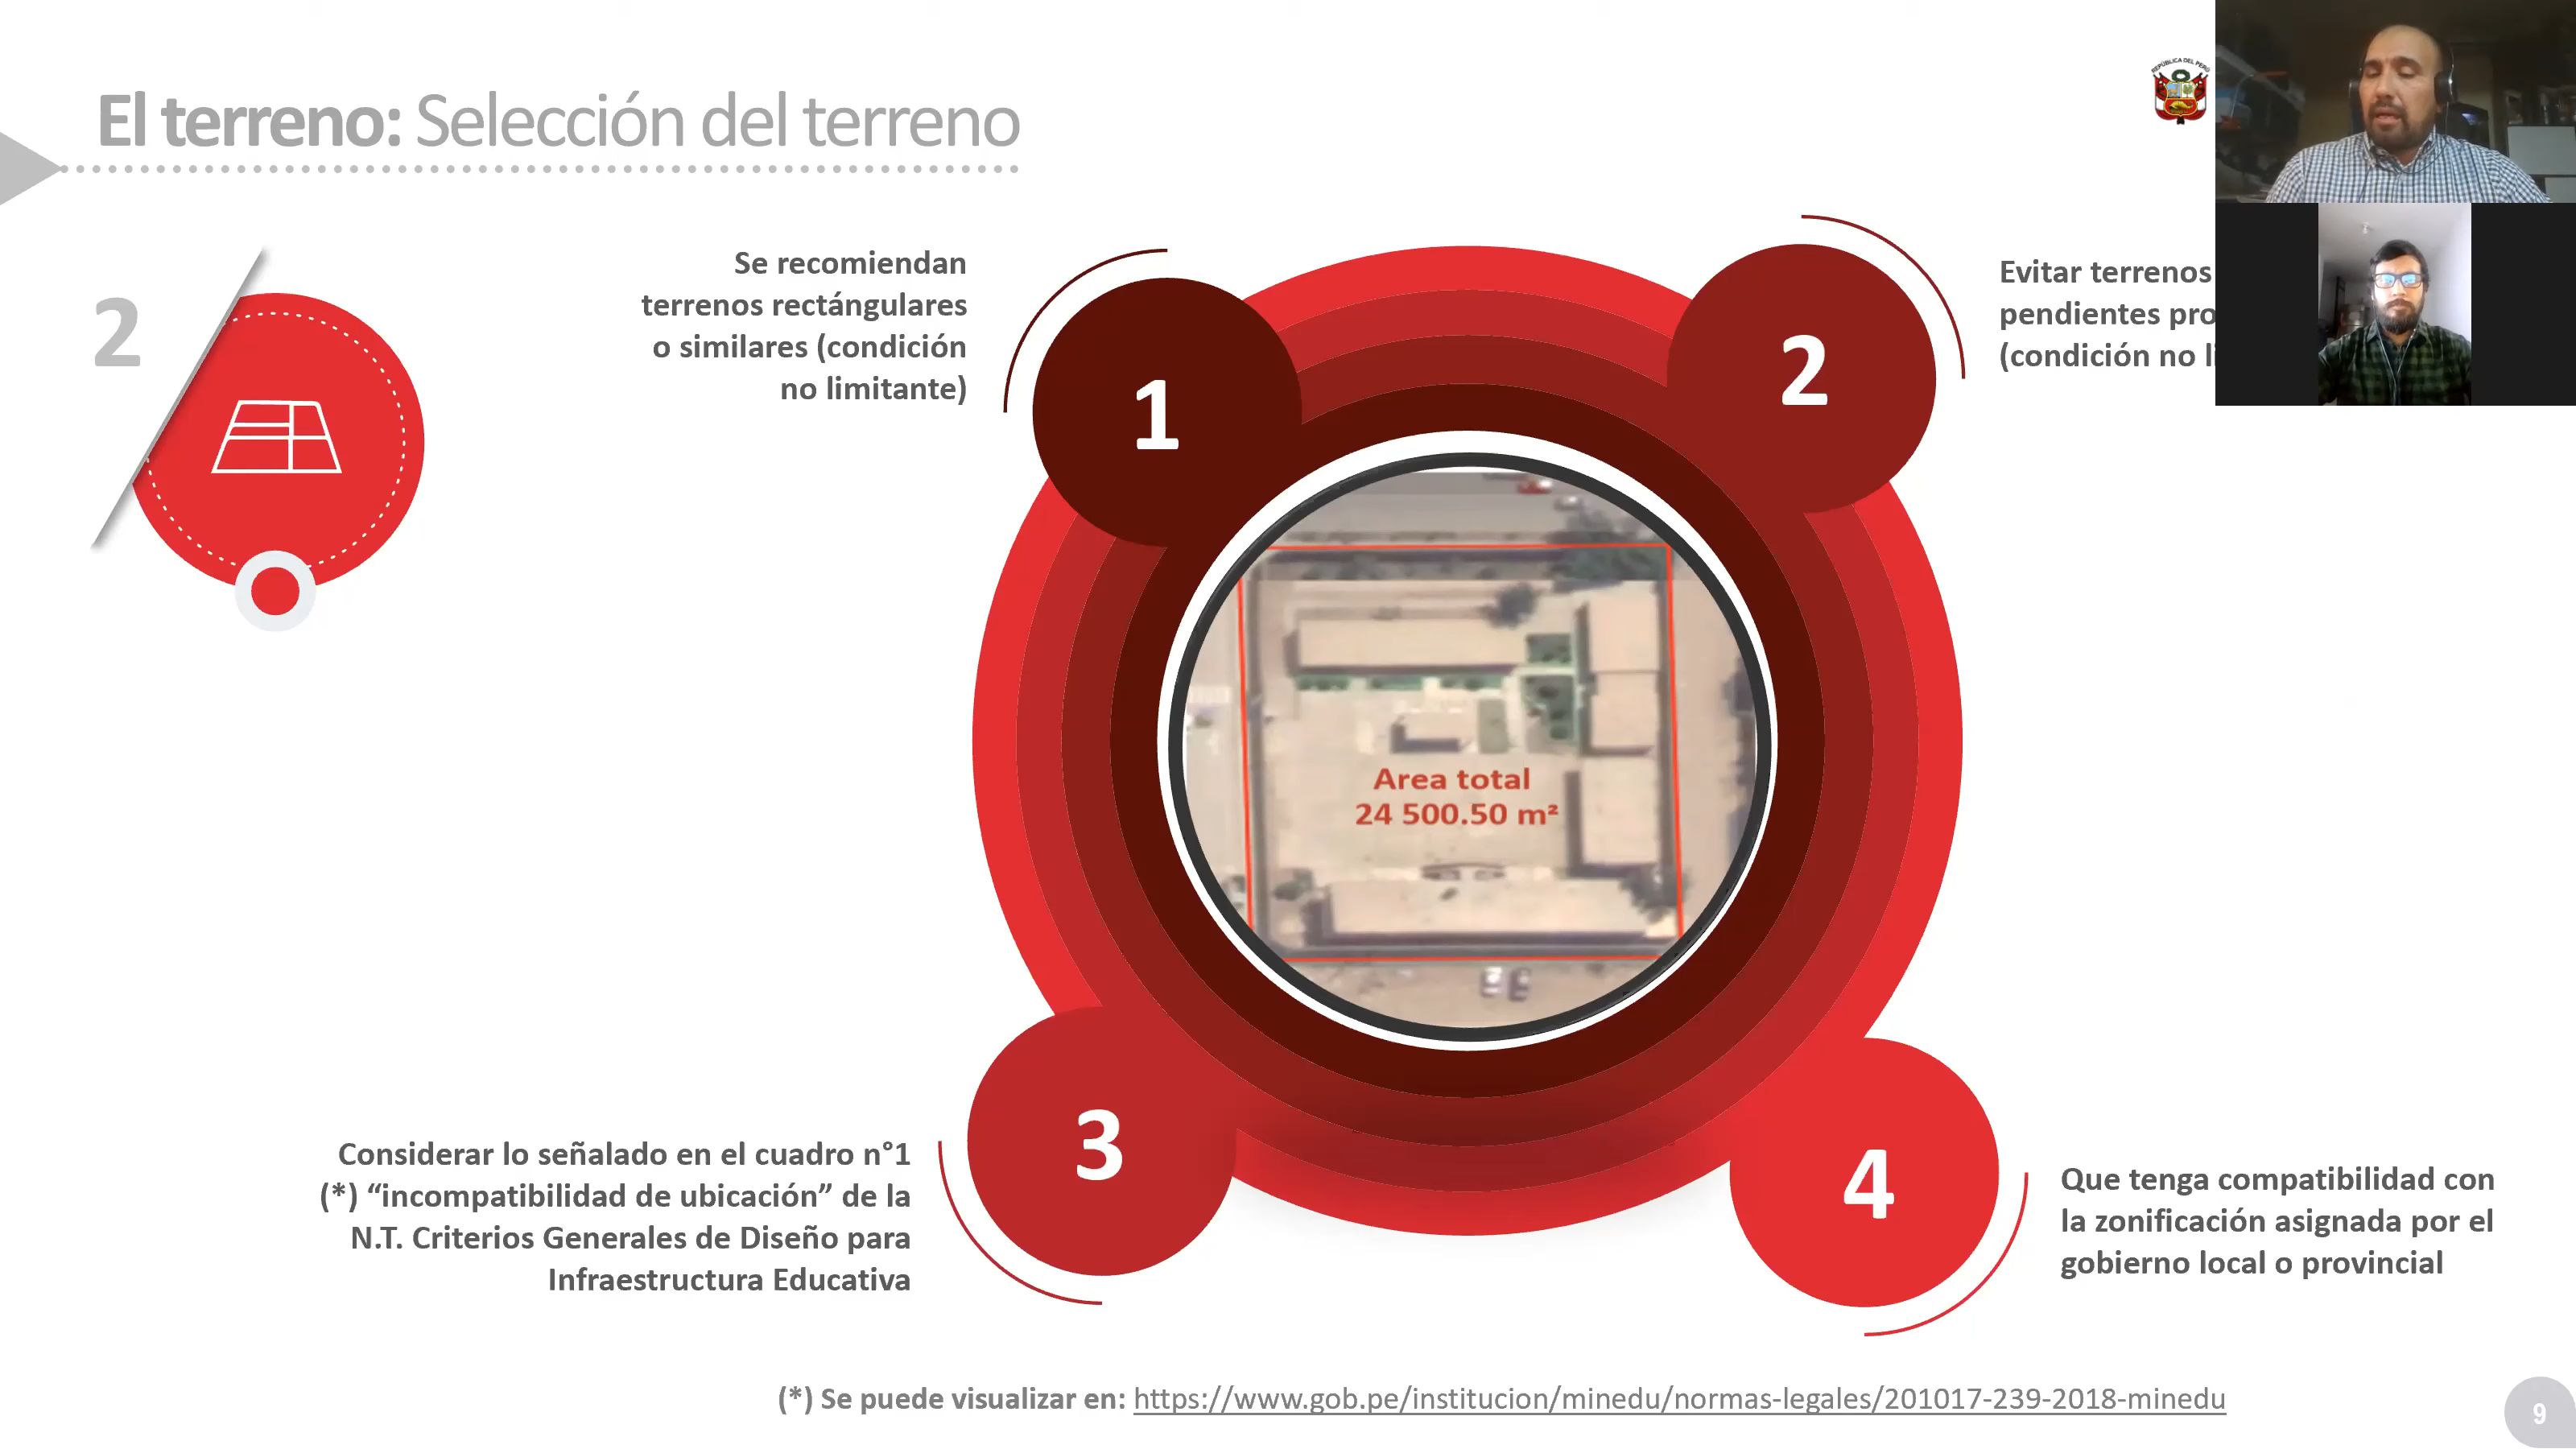 El terreno: Selección del terreno
REPÚBLICA DEL PERÚ
2
Se recomiendan
terrenos rectángulares
o similares (condición
no limitante)
1
2
Evitar terrenos
pendientes
(condición no
Area total
24 500.50 m²
3
Considerar lo señalado en el cuadro n°1
(*) “incompatibilidad de ubicación” de la
N.T. Criterios Generales de Diseño para
Infraestructura Educativa
4
Que tenga compatibilidad con
la zonificación asignada por el
gobierno local o provincial
(*) Se puede visualizar en: https://www.gob.pe/institucion/minedu/normas-legales/201017-239-2018-minedu
9